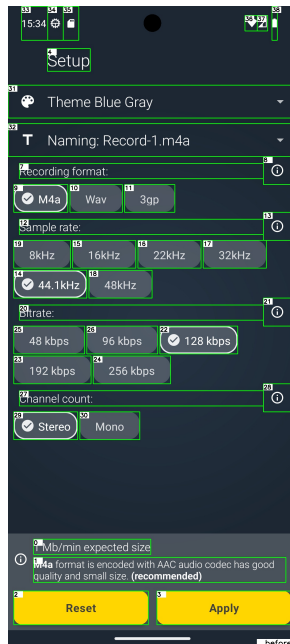 15:34
Setup
Theme Blue Gray
Naming: Record-1.m4a
Recording format:
M4a Wav 3gp
Sample rate:
8kHz 16kHz 22kHz 32kHz
44.1kHz 48kHz
Bitrate:
48 kbps 96 kbps 128 kbps
192 kbps 256 kbps
Channel count:
Stereo Mono
1 Mb/min expected size
M4a format is encoded with AAC audio codec has good
quality and small size. (recommended)
Reset Apply
before